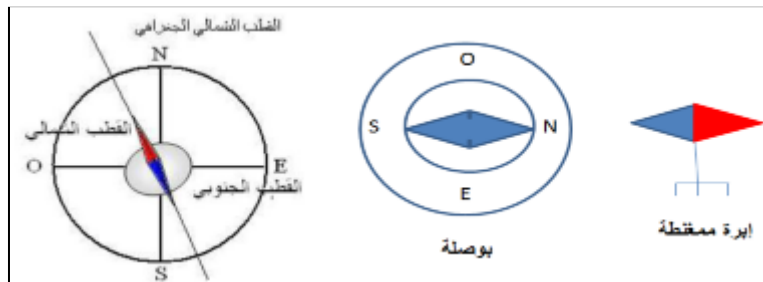 القطب الشمالي الجغرافي
N
القطب الشمالي
O
E
القطب الجنوبي
S
O
S
N
E
بوصلة
إبرة ممغنطة